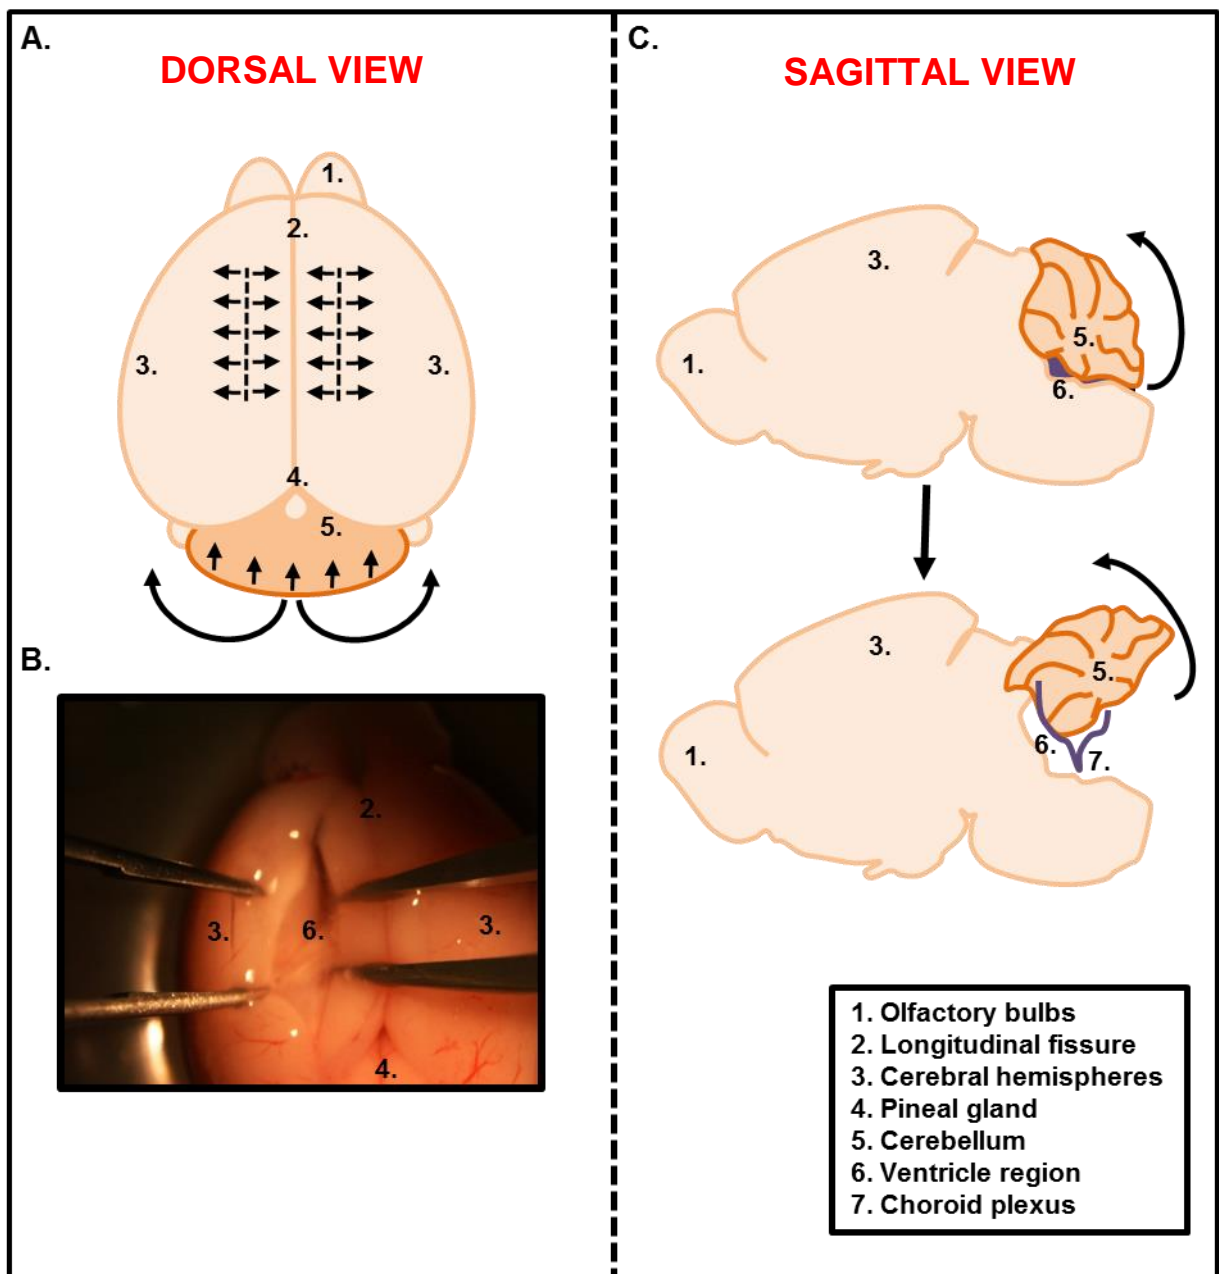 A.
DORSAL VIEW
1.
2.
3.
3.
4.
5.
B.
2.
3.
6.
3.
4.
C.
SAGITTAL VIEW
3.
1.
5.
6.
3.
5.
1.
6.
7.
1. Olfactory bulbs
2. Longitudinal fissure
3. Cerebral hemispheres
4. Pineal gland
5. Cerebellum
6. Ventricle region
7. Choroid plexus